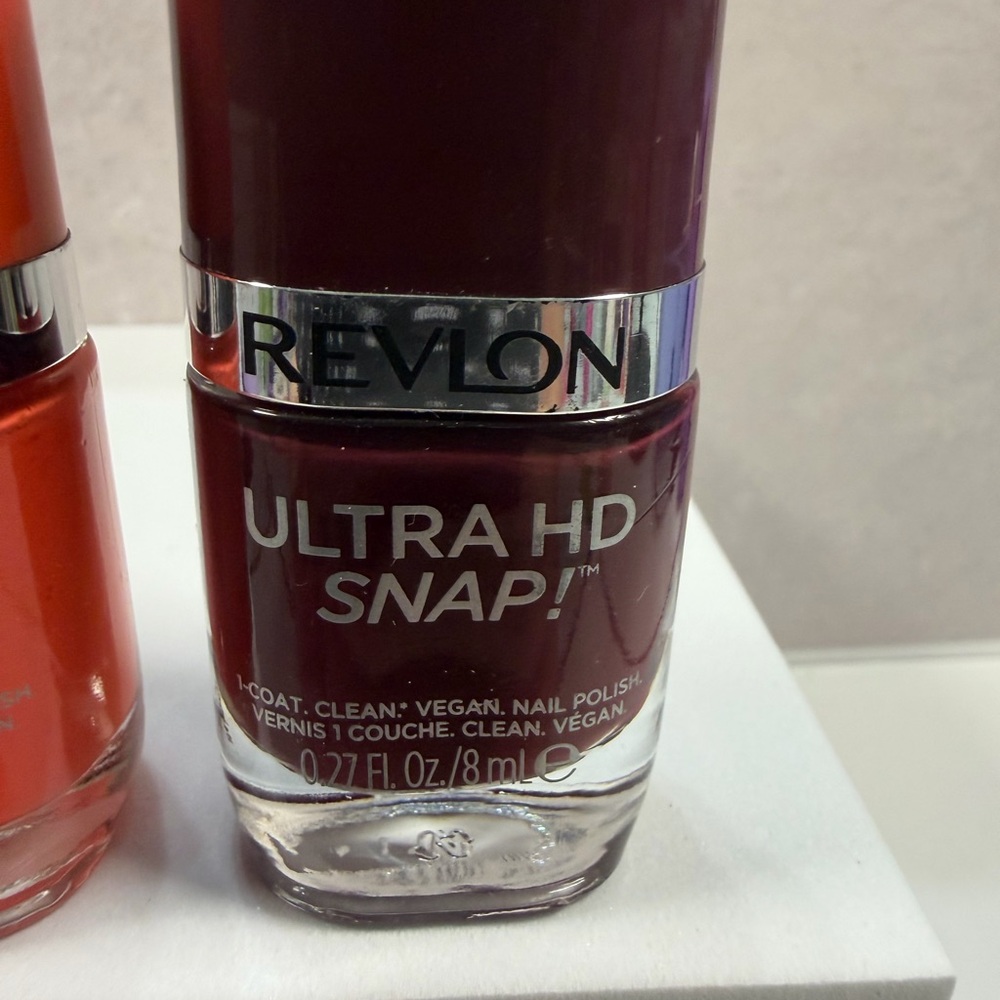 REVLON
ULTRA HD
SNAP!™
1-COAT. CLEAN.* VEGAN. NAIL POLISH.
VERNIS 1 COUCHE. CLEAN. VÉGAN.
0.27 Fl. Oz./8 mL ℮